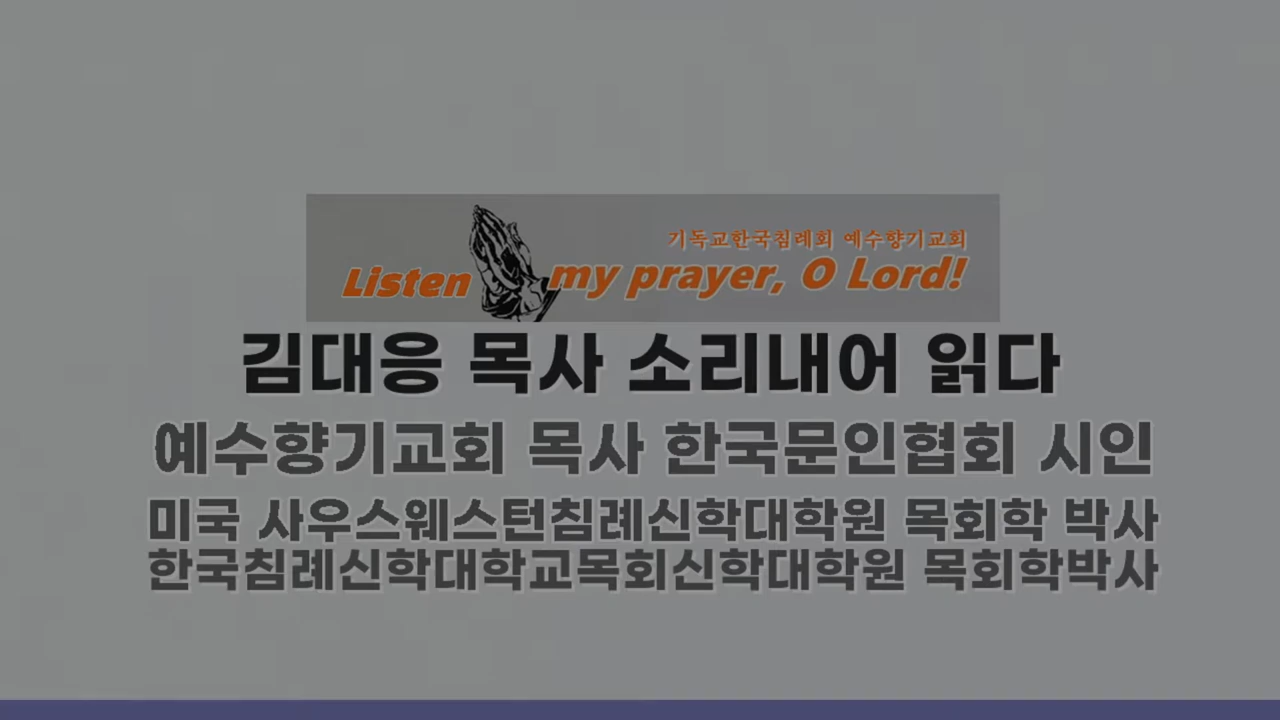 기독교한국침례회 예수향기교회
Listen my prayer, O Lord!
김대응 목사 소리내어 읽다
예수향기교회 목사 한국문인협회 시인
미국 사우스웨스턴침례신학대학원 목회학 박사
한국침례신학대학교목회신학대학원 목회학박사